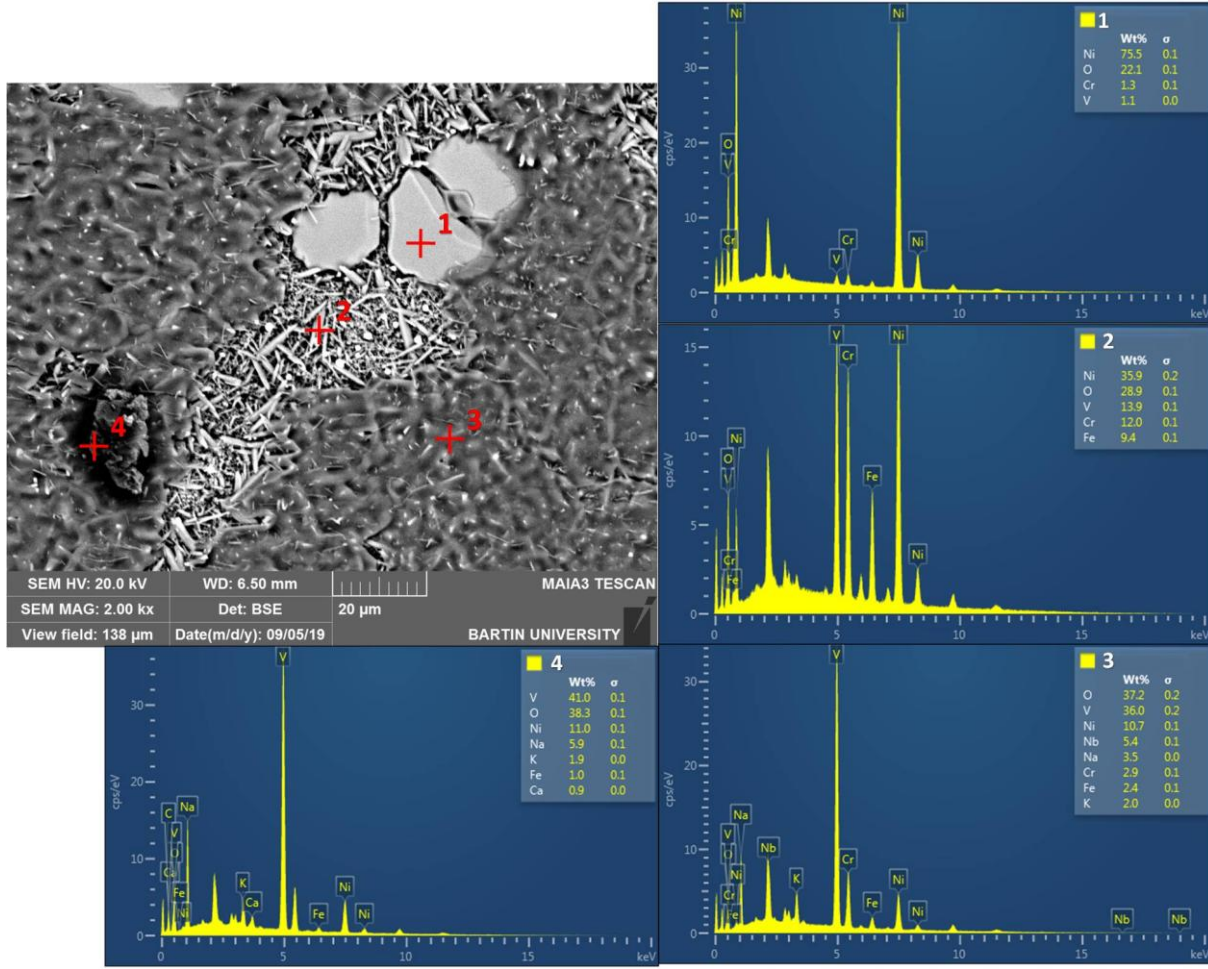 1
2
3
4
SEM HV: 20.0 kV WD: 6.50 mm MAIA3 TESCAN
SEM MAG: 2.00 kx Det: BSE 20 µm
View field: 138 µm Date(m/d/y): 09/05/19 BARTIN UNIVERSITY
1
Wt% σ
Ni 75.5 0.1
O 22.1 0.1
Cr 1.3 0.1
V 1.1 0.0
Ni Ni
O
V
Cr V Cr Ni
cps/eV
30
20
10
0
0 5 10 15 keV
2
Wt% σ
Ni 35.9 0.2
O 28.9 0.1
V 13.9 0.1
Cr 12.0 0.1
Fe 9.4 0.1
V Ni
Cr
Ni
O
V
Fe
Cr
Fe Ni
cps/eV
15
10
5
0
0 5 10 15 keV
4
Wt% σ
V 41.0 0.1
O 38.3 0.1
Ni 11.0 0.1
Na 5.9 0.1
K 1.9 0.0
Fe 1.0 0.1
Ca 0.9 0.0
V
C Na
V
O
Ca
Fe K Ni
Ni Ca Fe Ni
cps/eV
30
20
10
0
0 5 10 15 keV
3
Wt% σ
O 37.2 0.2
V 36.0 0.2
Ni 10.7 0.1
Nb 5.4 0.1
Na 3.5 0.0
Cr 2.9 0.1
Fe 2.4 0.1
K 2.0 0.0
V
Na
V
O Nb
Ni K Cr
Cr Ni
Fe Fe Ni Nb Nb
cps/eV
30
20
10
0
0 5 10 15 keV